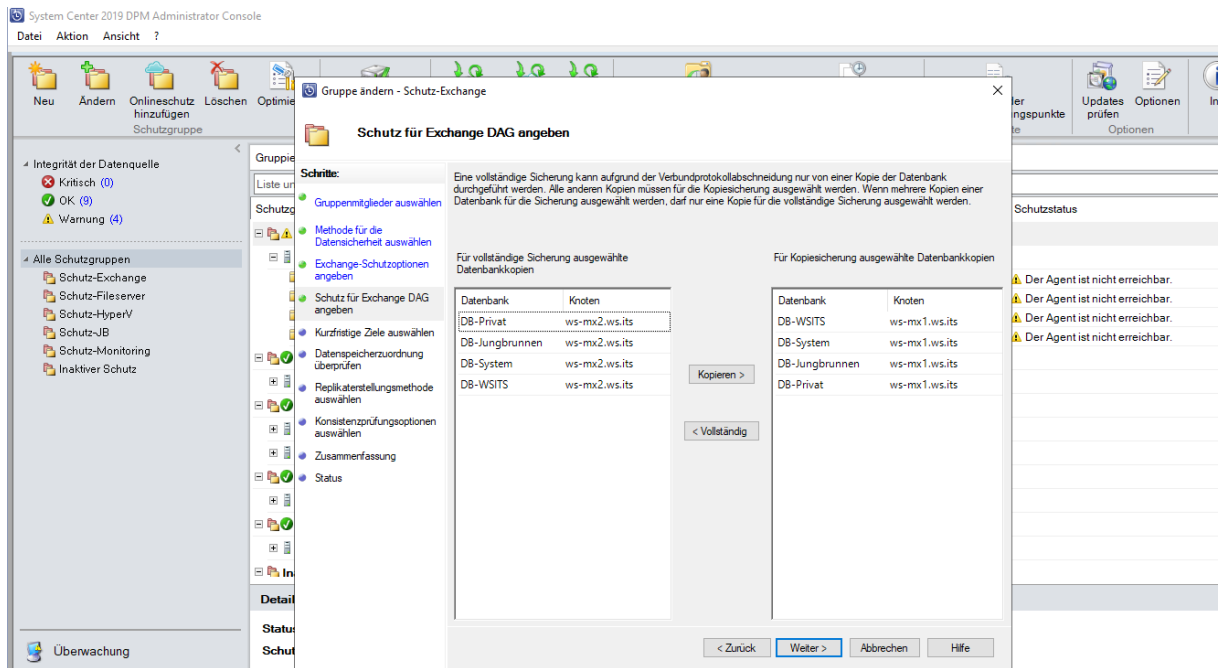 System Center 2019 DPM Administrator Console
Datei Aktion Ansicht ?
Neu
Ändern
Onlineschutz
hinzufügen
Löschen
Schutzgruppe
Updates
prüfen
Optionen
Optionen
Integrität der Datenquelle
Kritisch (0)
OK (9)
Warnung (4)
Alle Schutzgruppen
Schutz-Exchange
Schutz-Fileserver
Schutz-HyperV
Schutz-JB
Schutz-Monitoring
Inaktiver Schutz
Überwachung
Gruppe ändern - Schutz-Exchange
Schutz für Exchange DAG angeben
Schritte:
Gruppenmitglieder auswählen
Methode für die
Datensicherheit auswählen
Exchange-Schutzoptionen
angeben
Schutz für Exchange DAG
angeben
Kurzfristige Ziele auswählen
Datenspeicherzuordnung
überprüfen
Replikaterstellungsmethode
auswählen
Konsistenzprüfungsoptionen
auswählen
Zusammenfassung
Status
Eine vollständige Sicherung kann aufgrund der Verbundprotokollabschneidung nur von einer Kopie der Datenbank
durchgeführt werden. Alle anderen Kopien müssen für die Kopiesicherung ausgewählt werden. Wenn mehrere Kopien einer
Datenbank für die Sicherung ausgewählt werden, darf nur eine Kopie für die vollständige Sicherung ausgewählt werden.
Für vollständige Sicherung ausgewählte
Datenbankkopien
Datenbank Knoten
DB-Privat ws-mx2.ws.its
DB-Jungbrunnen ws-mx2.ws.its
DB-System ws-mx2.ws.its
DB-WSITS ws-mx2.ws.its
Kopieren >
< Vollständig
Für Kopiesicherung ausgewählte Datenbankkopien
Datenbank Knoten
DB-WSITS ws-mx1.ws.its
DB-System ws-mx1.ws.its
DB-Jungbrunnen ws-mx1.ws.its
DB-Privat ws-mx1.ws.its
< Zurück
Weiter >
Abbrechen
Hilfe
Schutzstatus
Der Agent ist nicht erreichbar.
Der Agent ist nicht erreichbar.
Der Agent ist nicht erreichbar.
Der Agent ist nicht erreichbar.